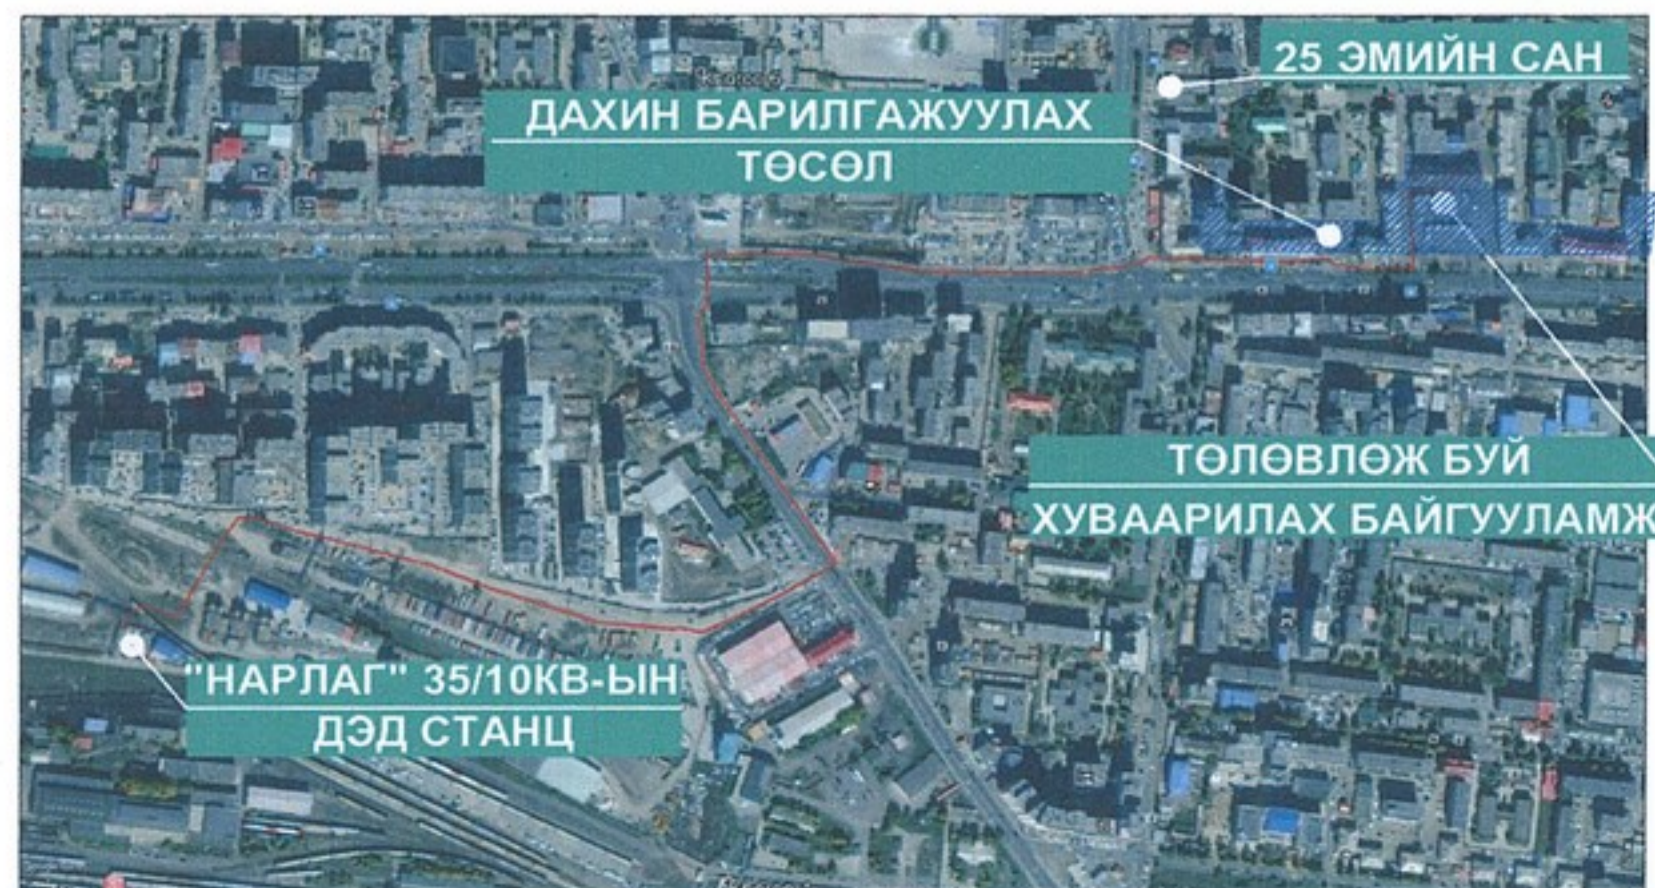 25 ЭМИЙН САН
ДАХИН БАРИЛГАЖУУЛАХ
ТӨСӨЛ
ТӨЛӨВЛӨЖ БУЙ
ХУВААРИЛАХ БАЙГУУЛАМЖ
"НАРЛАГ" 35/10КВ-ЫН
ДЭД СТАНЦ